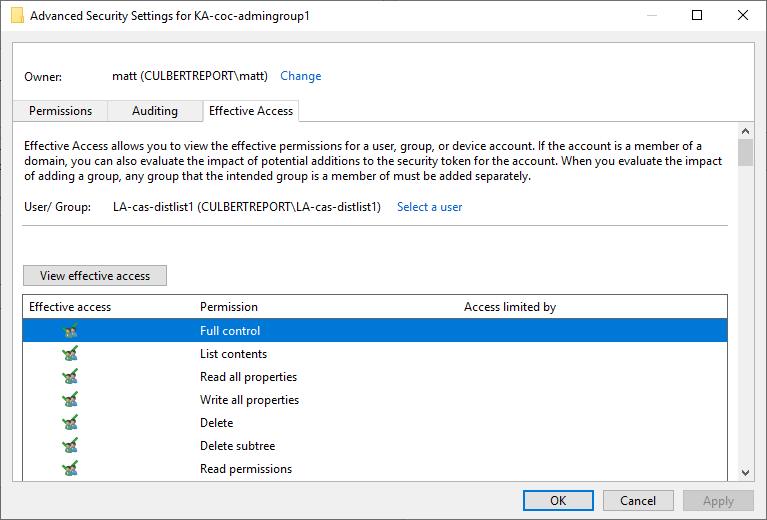 Advanced Security Settings for KA-coc-admingroup1
Owner: matt (CULBERTREPORT\matt) Change
Permissions Auditing Effective Access
Effective Access allows you to view the effective permissions for a user, group, or device account. If the account is a member of a
domain, you can also evaluate the impact of potential additions to the security token for the account. When you evaluate the impact
of adding a group, any group that the intended group is a member of must be added separately.
User/ Group: LA-cas-distlist1 (CULBERTREPORT\LA-cas-distlist1) Select a user
View effective access
Effective access Permission Access limited by
Full control
List contents
Read all properties
Write all properties
Delete
Delete subtree
Read permissions
OK Cancel Apply